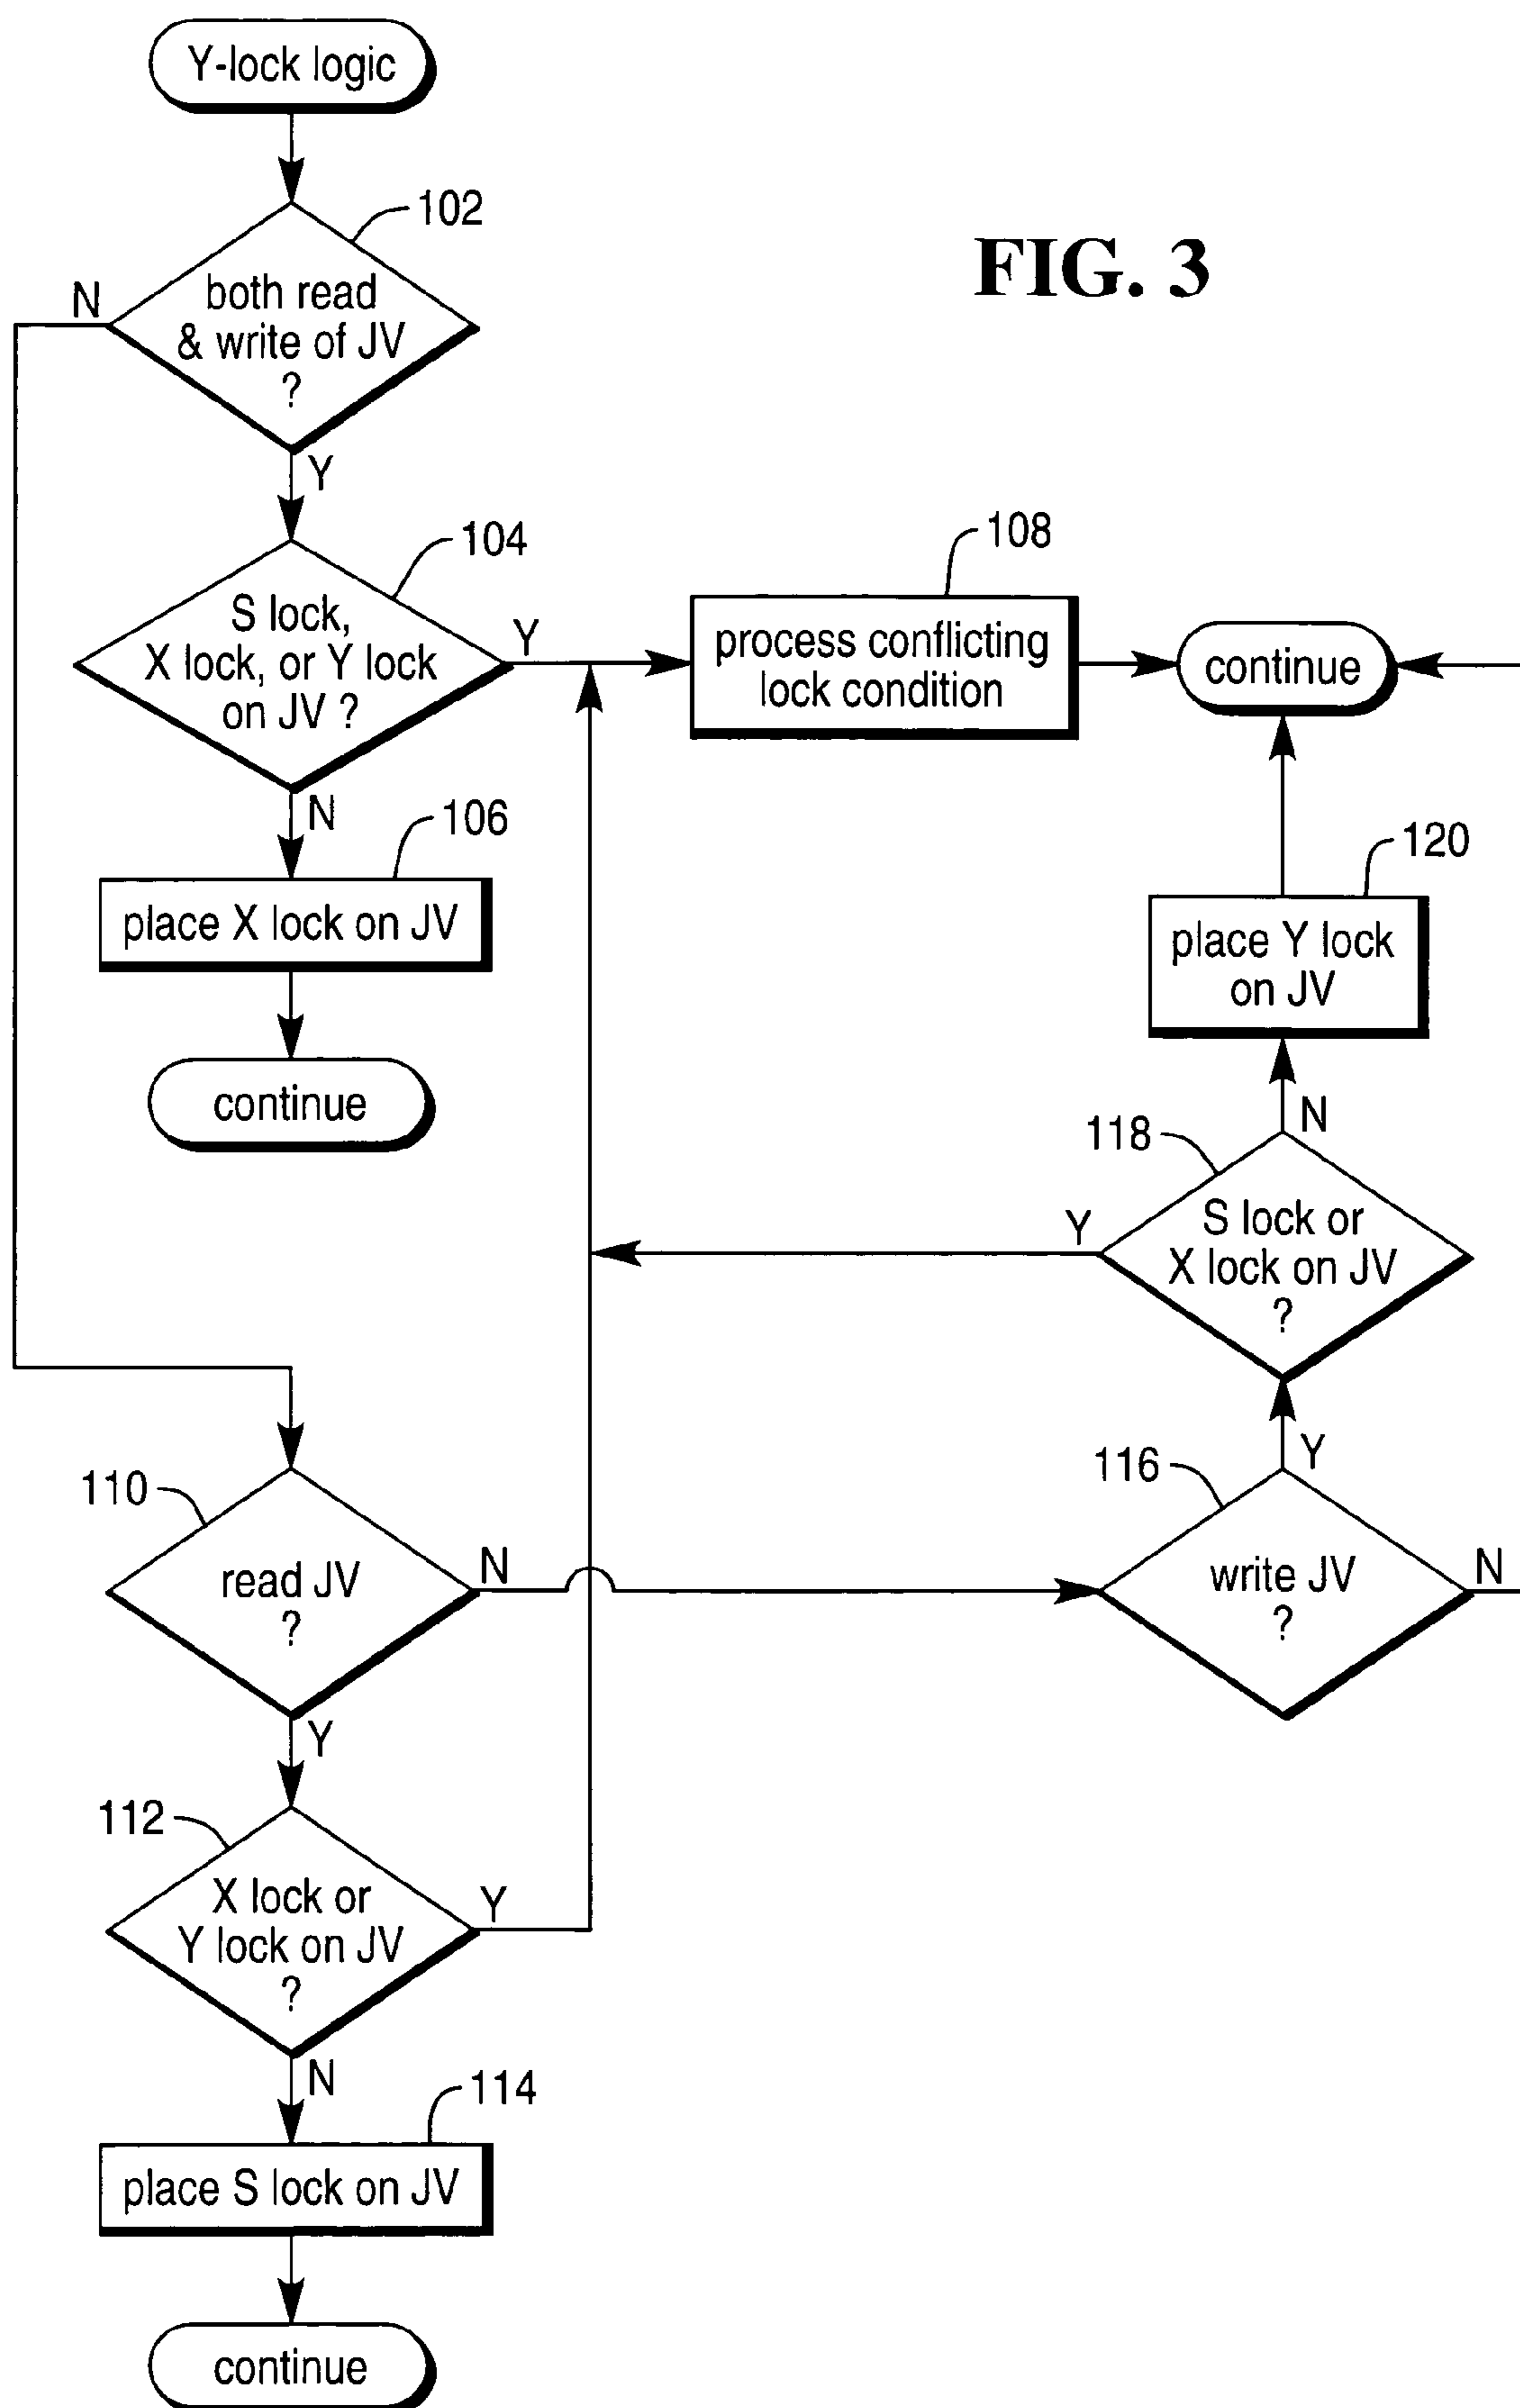 Y-lock logic
102
FIG. 3
N
both read
& write of JV
?
Y
104
S lock,
X lock, or Y lock
on JV ?
Y
108
process conflicting
lock condition
continue
N
106
place X lock on JV
continue
120
place Y lock
on JV
N
118
Y
S lock or
X lock on JV
?
Y
110
read JV
?
N
116
write JV
?
N
Y
112
X lock or
Y lock on JV
?
Y
N
114
place S lock on JV
continue